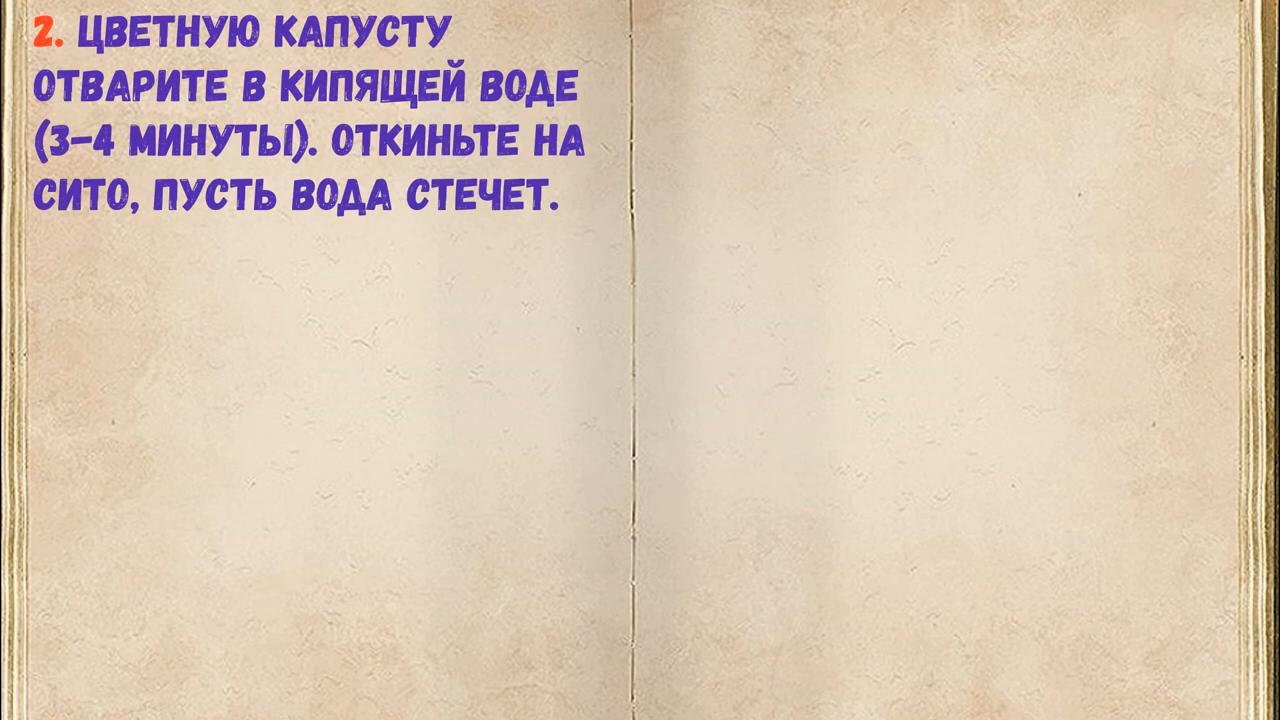 2. ЦВЕТНУЮ КАПУСТУ
ОТВАРИТЕ В КИПЯЩЕЙ ВОДЕ
(3-4 МИНУТЫ). ОТКИНЬТЕ НА
СИТО, ПУСТЬ ВОДА СТЕЧЕТ.